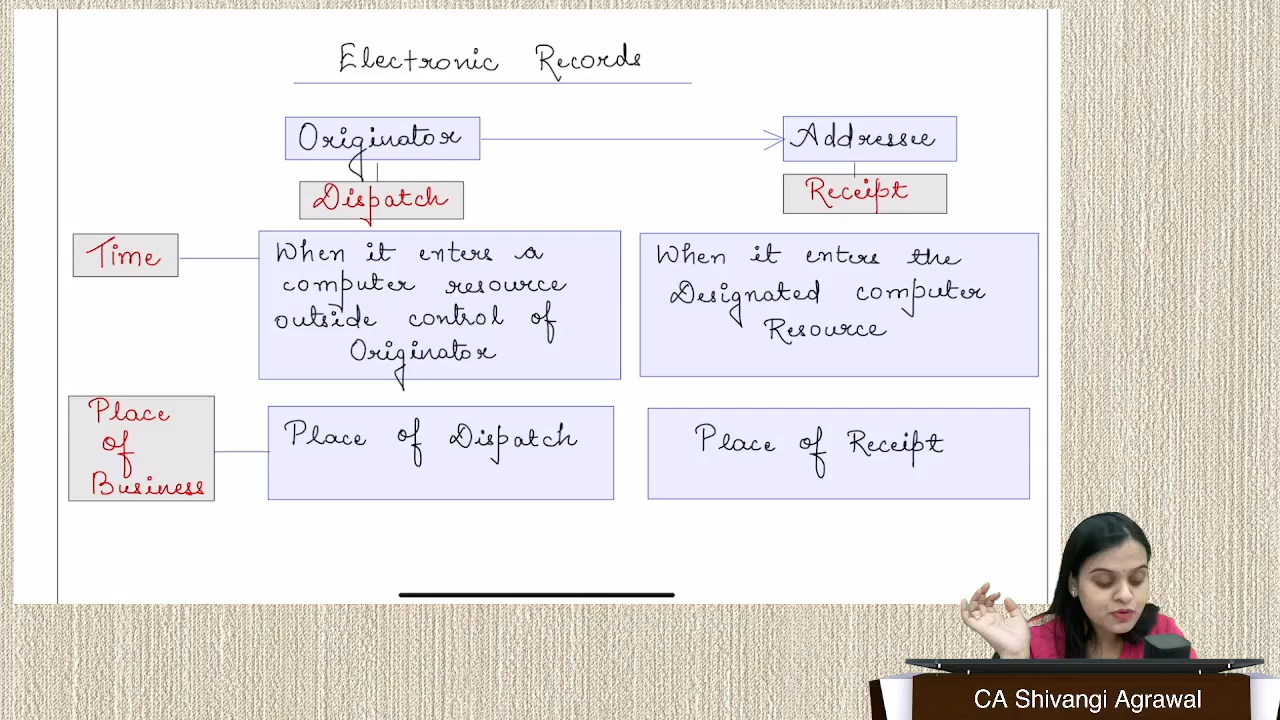 Electronic Records
Originator
Addressee
Dispatch
Receipt
Time
When it enters a
computer resource
outside control of
Originator
When it enters the
Designated computer
Resource
Place
of
Business
Place of Dispatch
Place of Receipt
CA Shivangi Agrawal